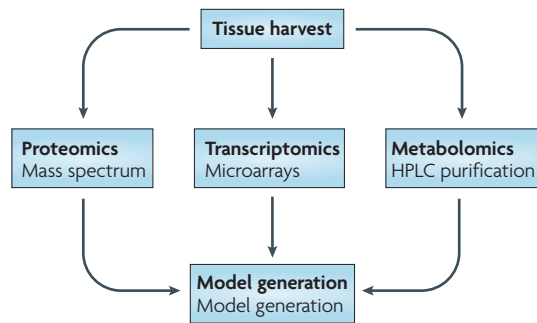 Tissue harvest
Proteomics
Mass spectrum
Transcriptomics
Microarrays
Metabolomics
HPLC purification
Model generation
Model generation